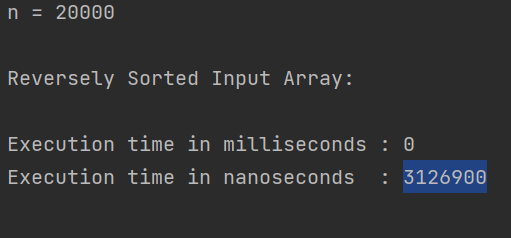 n = 20000
Reversely Sorted Input Array:
Execution time in milliseconds : 0
Execution time in nanoseconds  : 3126900